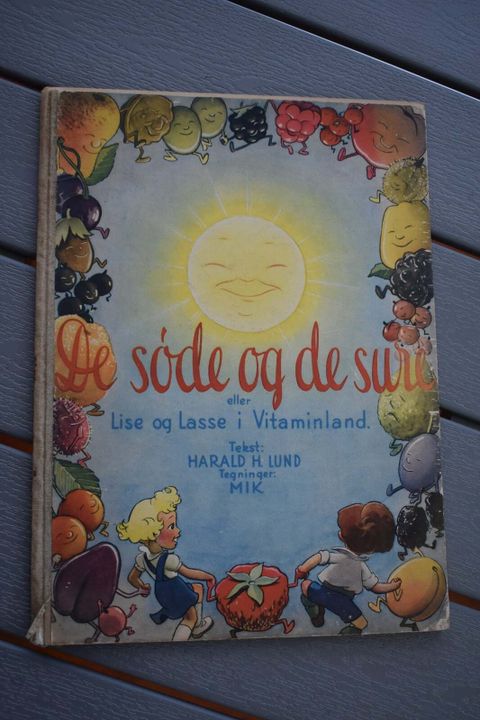 De søde og de sure
eller
Lise og Lasse i Vitaminland.
Tekst:
HARALD H. LUND
Tegninger:
MIK